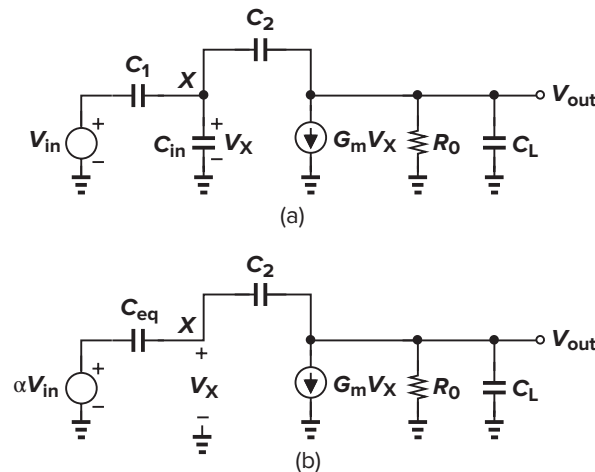 C2
C1
X
Vout
Vin
+
−
Cin
+
VX
−
GmVX
R0
CL
(a)
C2
Ceq
X
Vout
αVin
+
−
+
VX
−
GmVX
R0
CL
(b)